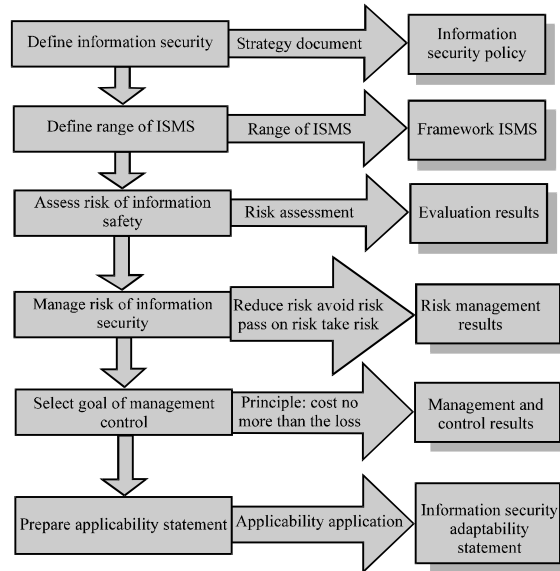 Define information security
Strategy document
Information
security policy
Define range of ISMS
Range of ISMS
Framework ISMS
Assess risk of information
safety
Risk assessment
Evaluation results
Manage risk of information
security
Reduce risk avoid risk
pass on risk take risk
Risk management
results
Select goal of management
control
Principle: cost no
more than the loss
Management and
control results
Prepare applicability statement
Applicability application
Information security
adaptability
statement